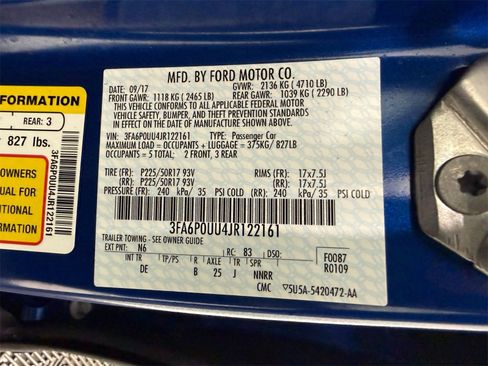 FORMATION
REAR: 3
827 lbs.
OWNERS
MANUAL FOR
ADDITIONAL
INFORMATION
3FA6P0UU4JR122161
MFD. BY FORD MOTOR CO.
DATE: 09/17 GVWR: 2136 KG ( 4710 LB)
FRONT GAWR: 1118 KG ( 2465 LB) REAR GAWR: 1039 KG ( 2290 LB)
THIS VEHICLE CONFORMS TO ALL APPLICABLE FEDERAL MOTOR
VEHICLE SAFETY, BUMPER, AND THEFT PREVENTION STANDARDS
IN EFFECT ON THE DATE OF MANUFACTURE SHOWN ABOVE.
VIN: 3FA6P0UU4JR122161 TYPE: Passenger Car
MAXIMUM LOAD = OCCUPANTS + LUGGAGE = 375KG/ 827LB
OCCUPANTS = 5 TOTAL: 2 FRONT, 3 REAR
TIRE (FR): P225/50R17 93V RIMS (FR): 17x7.5J
(RR): P225/50R17 93V (RR): 17x7.5J
PRESSURE (FR): 240 kPa/ 35 PSI COLD (RR): 240 kPa/ 35 PSI COLD
3FA6P0UU4JR122161
TRAILER TOWING - SEE OWNER GUIDE
EXT PNT: N6 RC: 83 DSO: F0087
INT TR TP/PS R AXLE TR SPR R0109
DE B 25 J NNRR
CMC 5U5A-5420472-AA